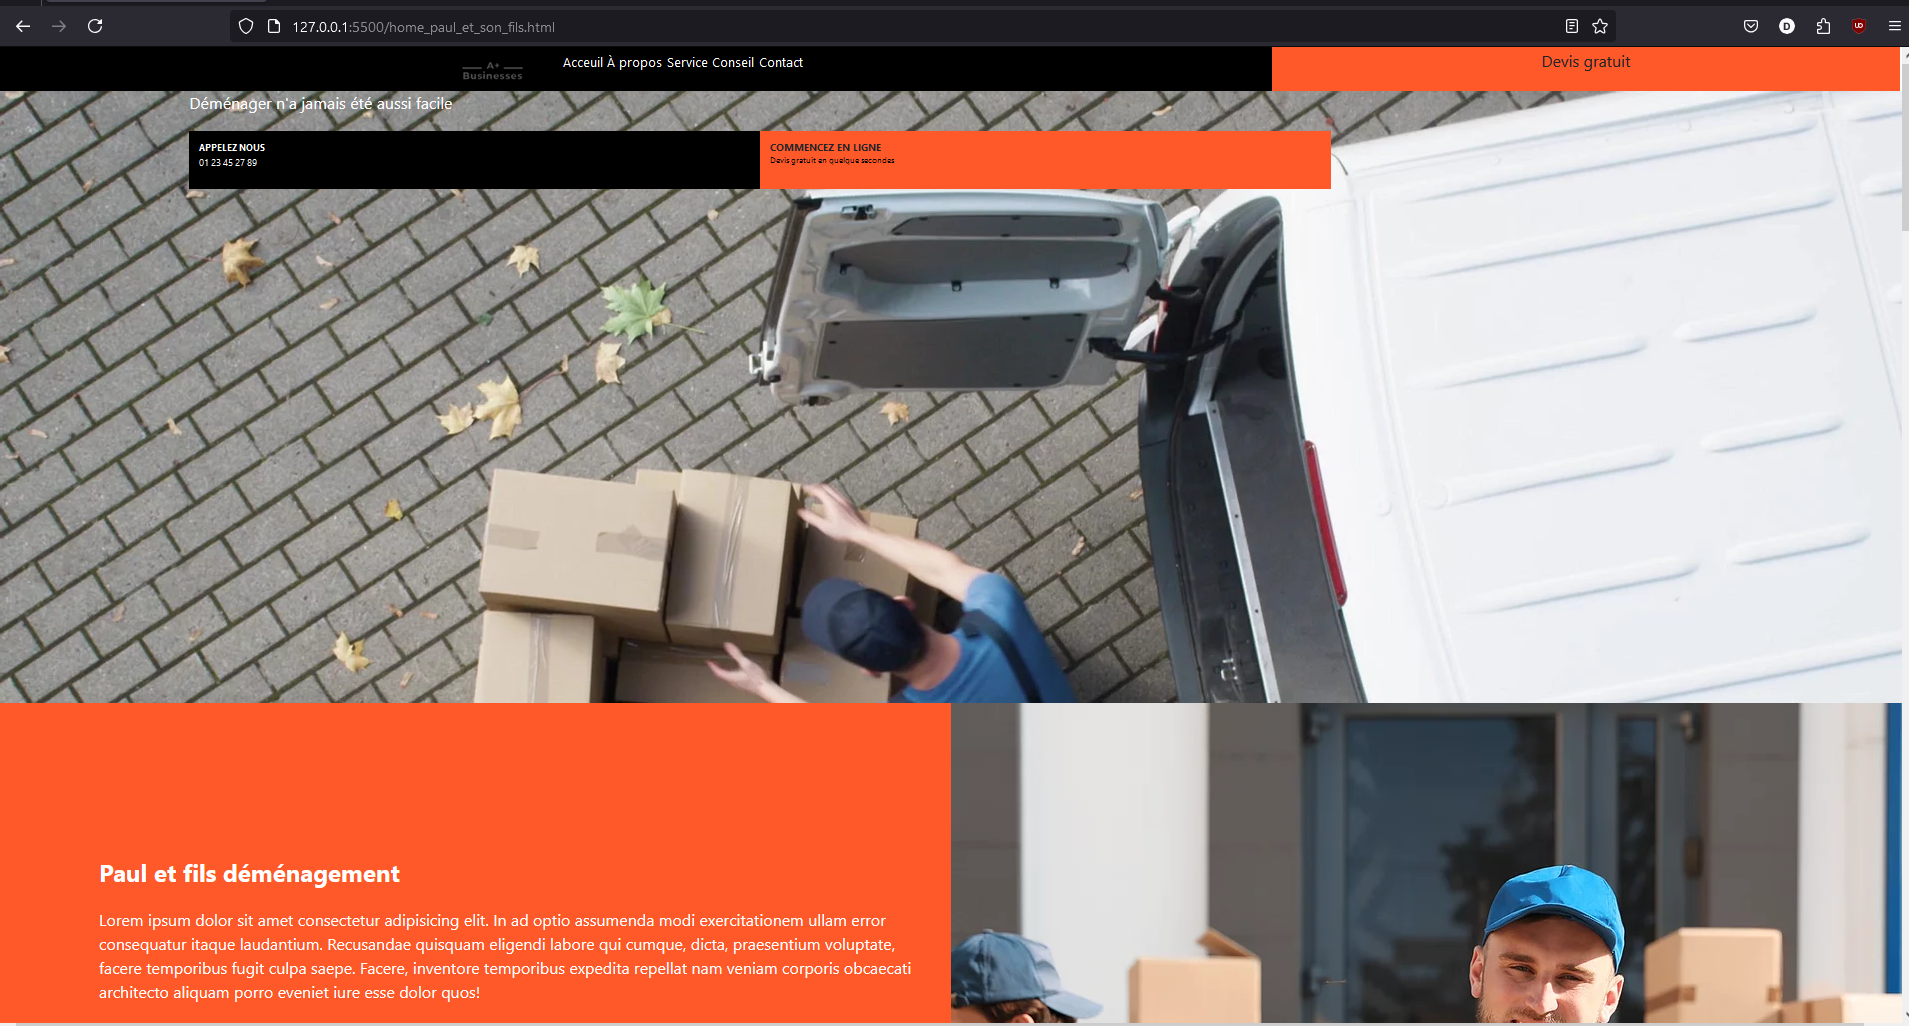 127.0.0.1:5500/home_paul_et_son_fils.html
A+
Businesses
Acceuil À propos Service Conseil Contact
Devis gratuit
Déménager n'a jamais été aussi facile
APPELEZ NOUS
01 23 45 27 89
COMMENCEZ EN LIGNE
Devis gratuit en quelque secondes
Paul et fils déménagement
Lorem ipsum dolor sit amet consectetur adipisicing elit. In ad optio assumenda modi exercitationem ullam error
consequatur itaque laudantium. Recusandae quisquam eligendi labore qui cumque, dicta, praesentium voluptate,
facere temporibus fugit culpa saepe. Facere, inventore temporibus expedita repellat nam veniam corporis obcaecati
architecto aliquam porro eveniet iure esse dolor quos!